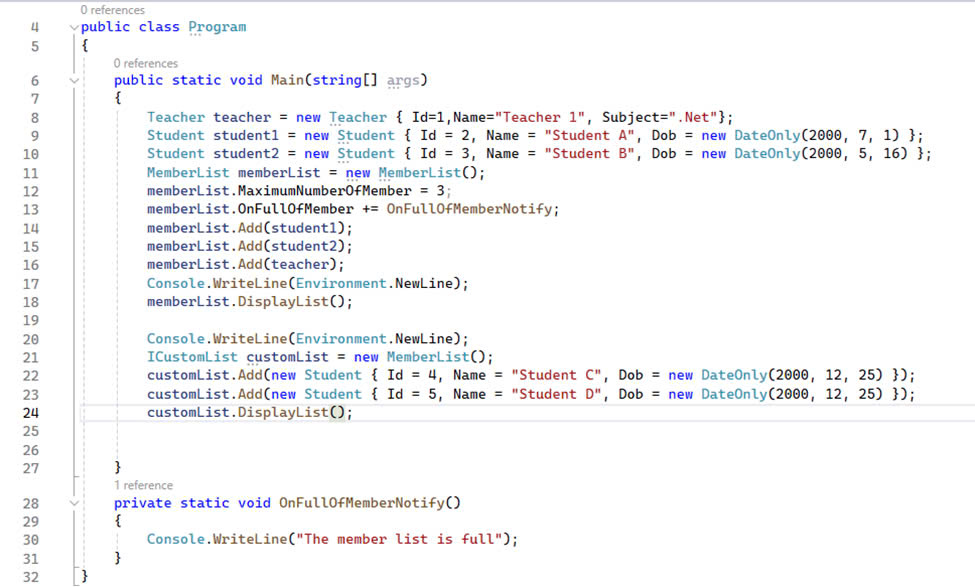 0 references
4 public class Program
5 {
0 references
6 public static void Main(string[] args)
7 {
8 Teacher teacher = new Teacher { Id=1,Name="Teacher 1", Subject=".Net"};
9 Student student1 = new Student { Id = 2, Name = "Student A", Dob = new DateOnly(2000, 7, 1) };
10 Student student2 = new Student { Id = 3, Name = "Student B", Dob = new DateOnly(2000, 5, 16) };
11 MemberList memberList = new MemberList();
12 memberList.MaximumNumberOfMember = 3;
13 memberList.OnFullOfMember += OnFullOfMemberNotify;
14 memberList.Add(student1);
15 memberList.Add(student2);
16 memberList.Add(teacher);
17 Console.WriteLine(Environment.NewLine);
18 memberList.DisplayList();
19
20 Console.WriteLine(Environment.NewLine);
21 ICustomList customList = new MemberList();
22 customList.Add(new Student { Id = 4, Name = "Student C", Dob = new DateOnly(2000, 12, 25) });
23 customList.Add(new Student { Id = 5, Name = "Student D", Dob = new DateOnly(2000, 12, 25) });
24 customList.DisplayList();
25
26
27 }
1 reference
28 private static void OnFullOfMemberNotify()
29 {
30 Console.WriteLine("The member list is full");
31 }
32 }